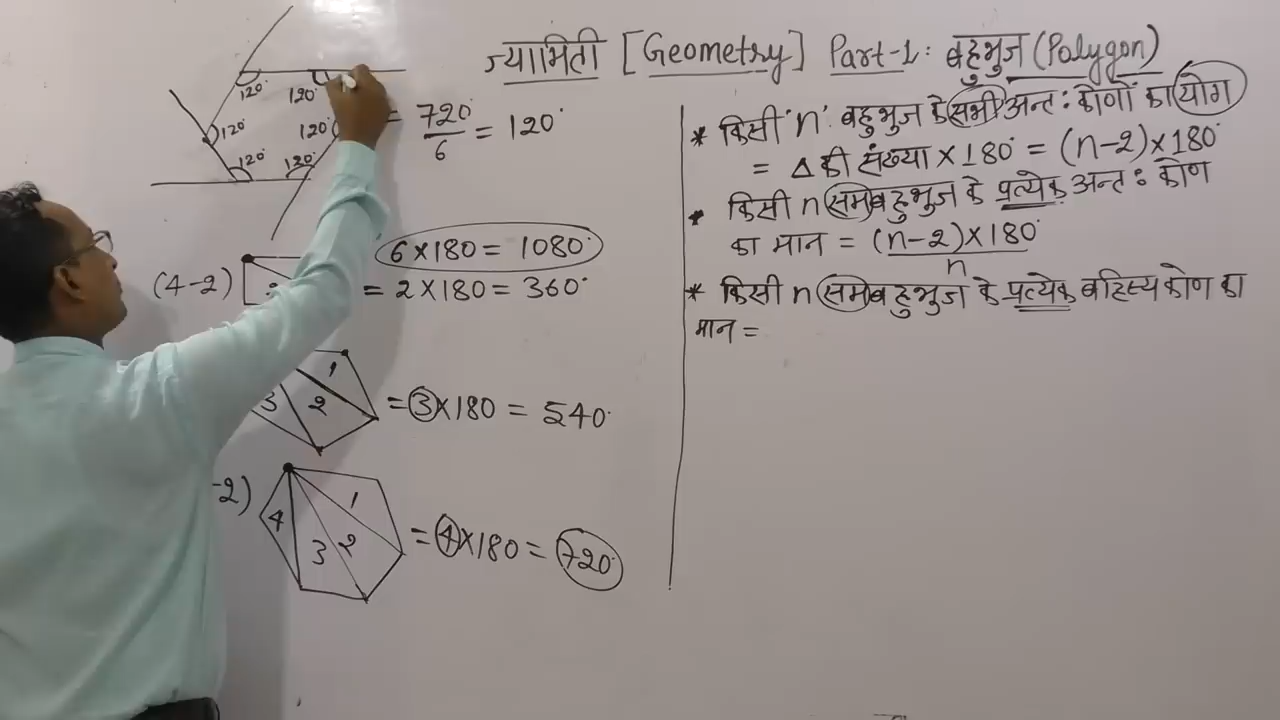 ज्यामिती [Geometry] Part-1: बहुभुज (Polygon)
* किसी 'n' बहुभुज के सभी अन्त: कोणों का योग
= Δ की संख्या × 180° = (n-2) × 180°
* किसी n समबहुभुज के प्रत्येक अन्त: कोण
का मान = (n-2) × 180° / n
* किसी n समबहुभुज के प्रत्येक वहिस्य कोण का
मान =
120° 120°
120° 120°
120° 120°
= 720° / 6 = 120°
6 × 180 = 1080°
(4-2) = 2 × 180 = 360°
1 2 3 = 3 × 180 = 540°
-2) 1 2 3 4 = 4 × 180 = 720°